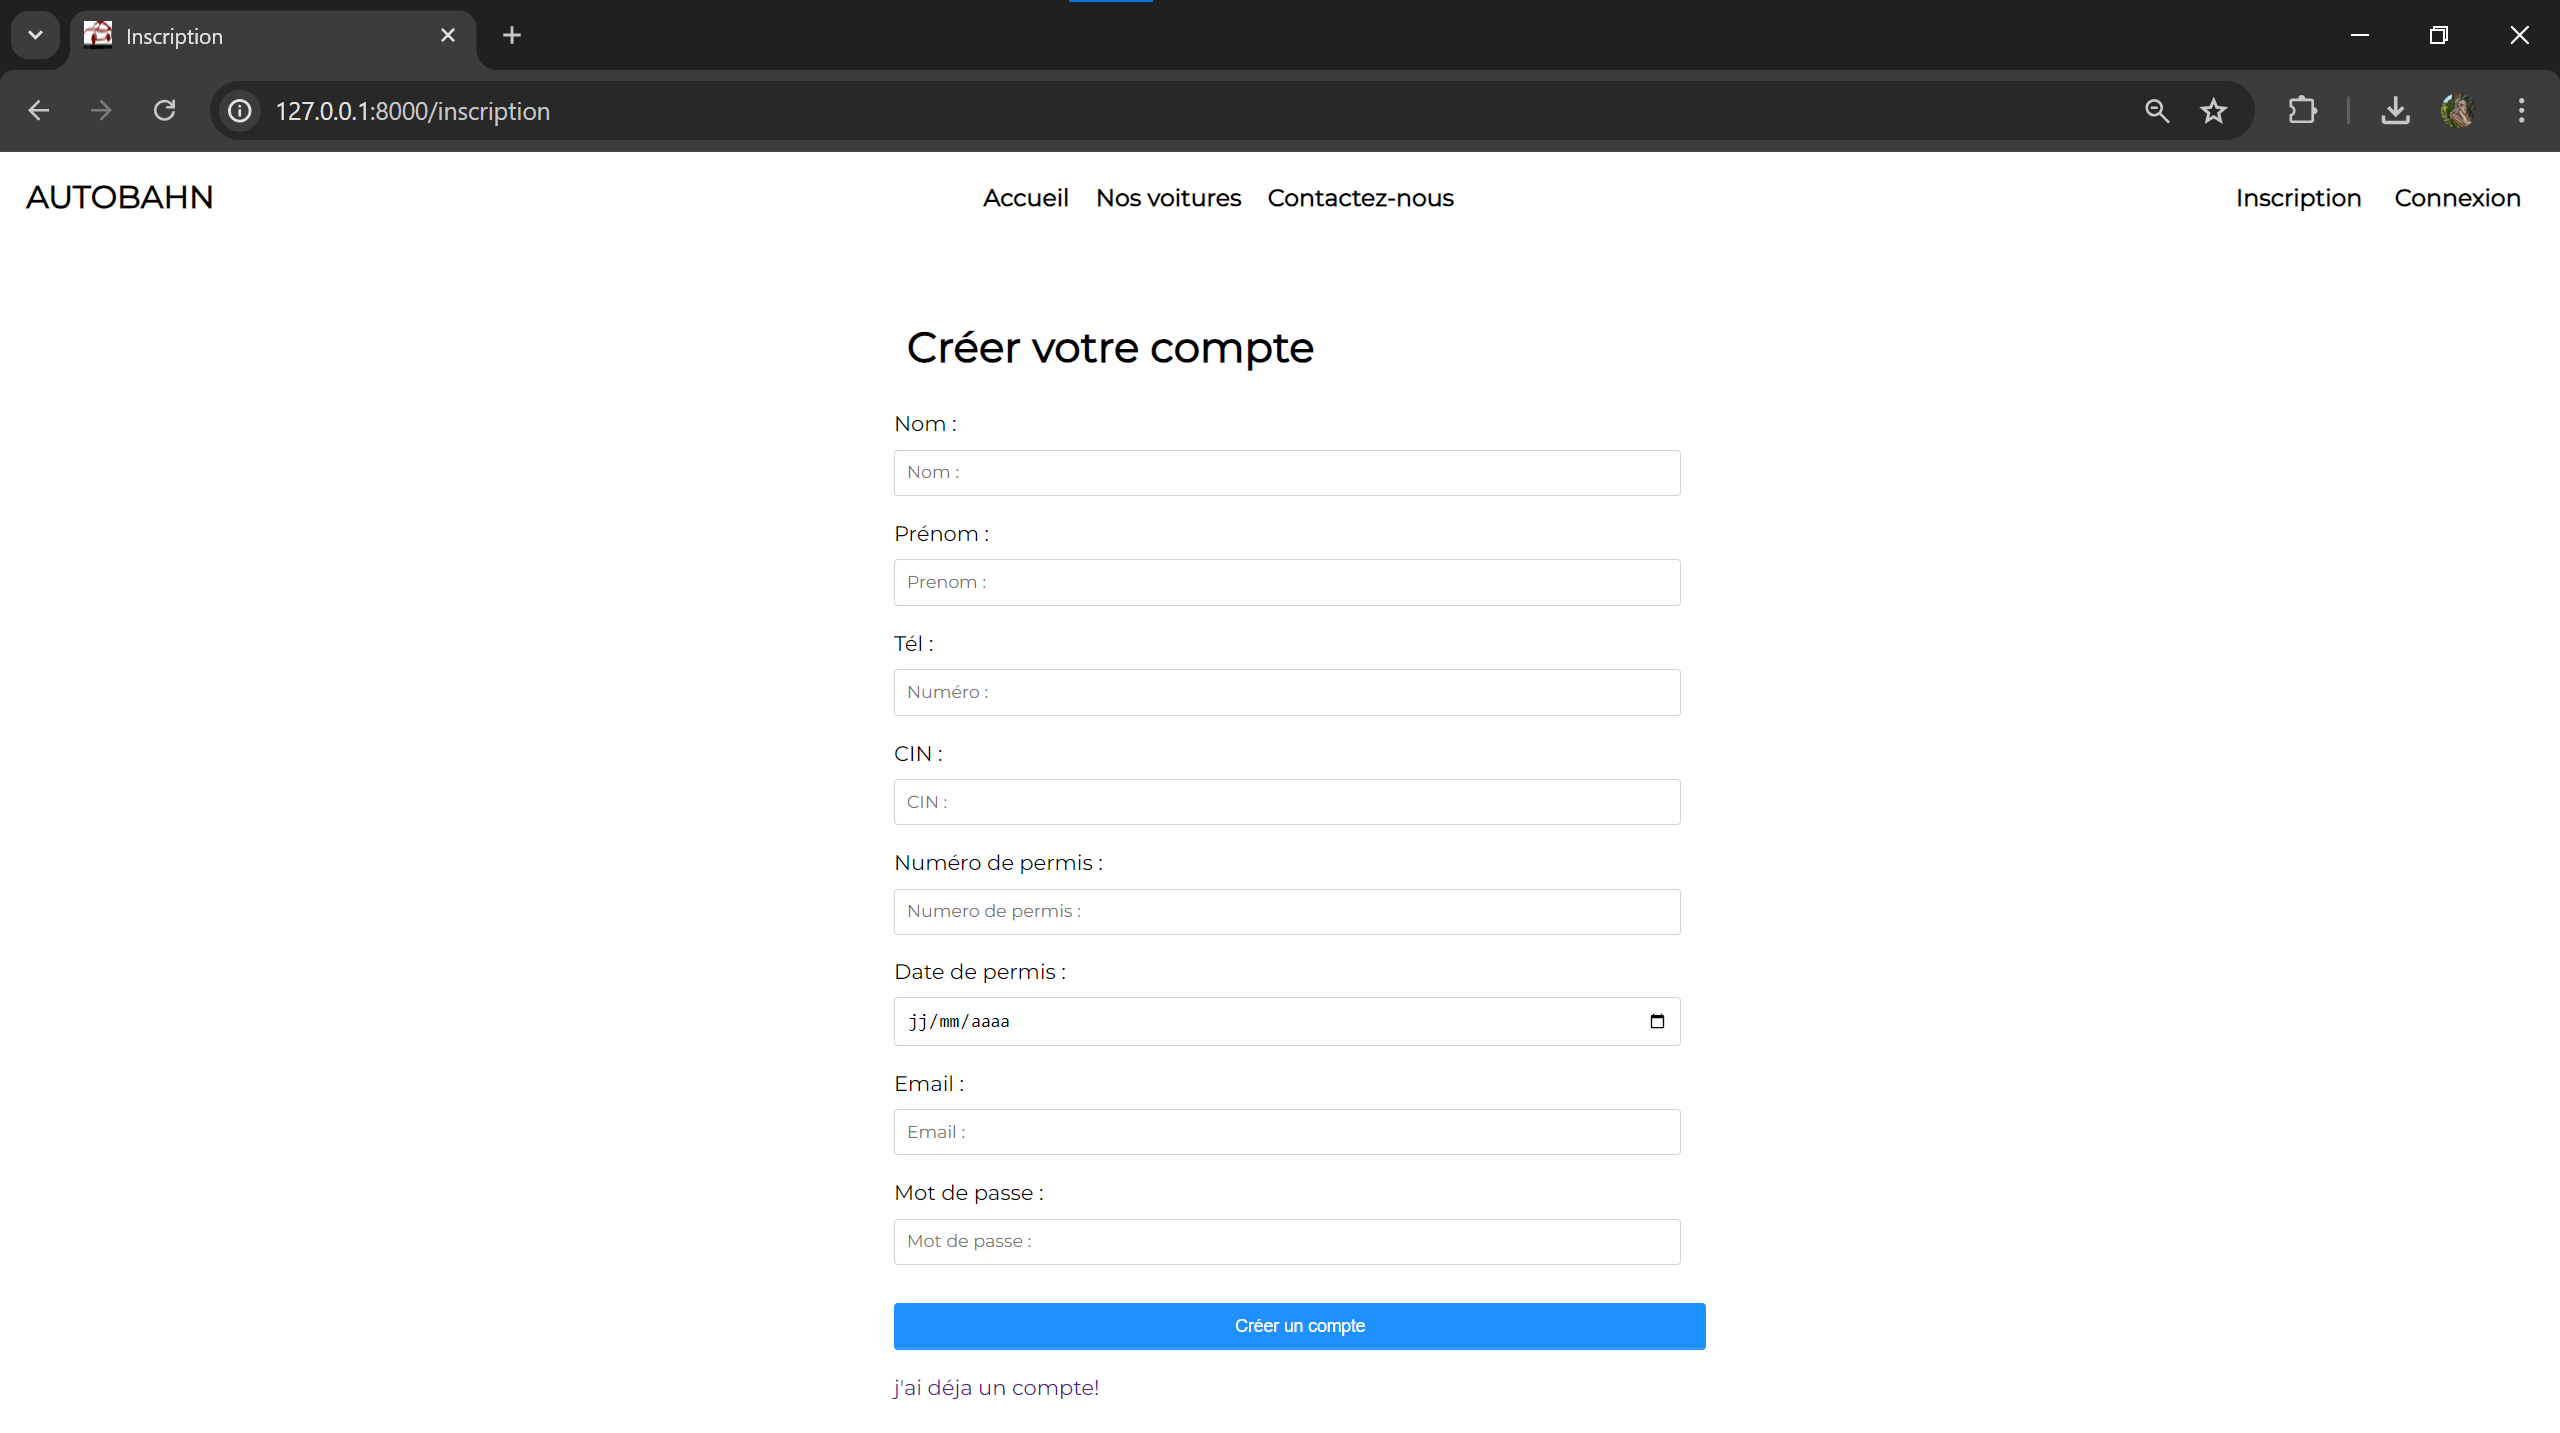 Inscription
127.0.0.1:8000/inscription
AUTOBAHN
Accueil Nos voitures Contactez-nous
Inscription Connexion
Créer votre compte
Nom :
Nom :
Prénom :
Prenom :
Tél :
Numéro :
CIN :
CIN :
Numéro de permis :
Numero de permis :
Date de permis :
jj/mm/aaaa
Email :
Email :
Mot de passe :
Mot de passe :
Créer un compte
j'ai déja un compte!